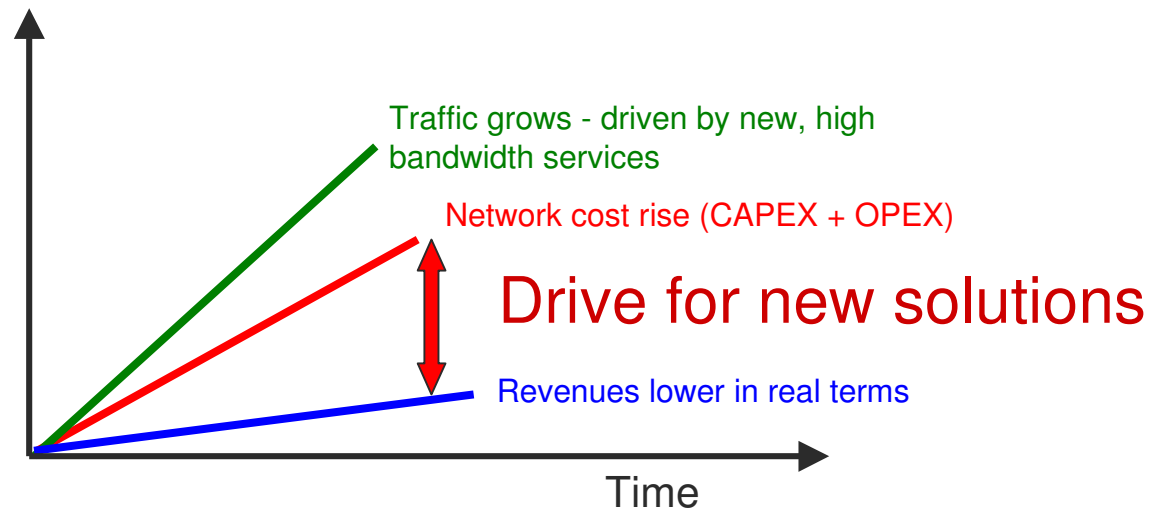 Traffic grows - driven by new, high
bandwidth services
Network cost rise (CAPEX + OPEX)
Drive for new solutions
Revenues lower in real terms
Time